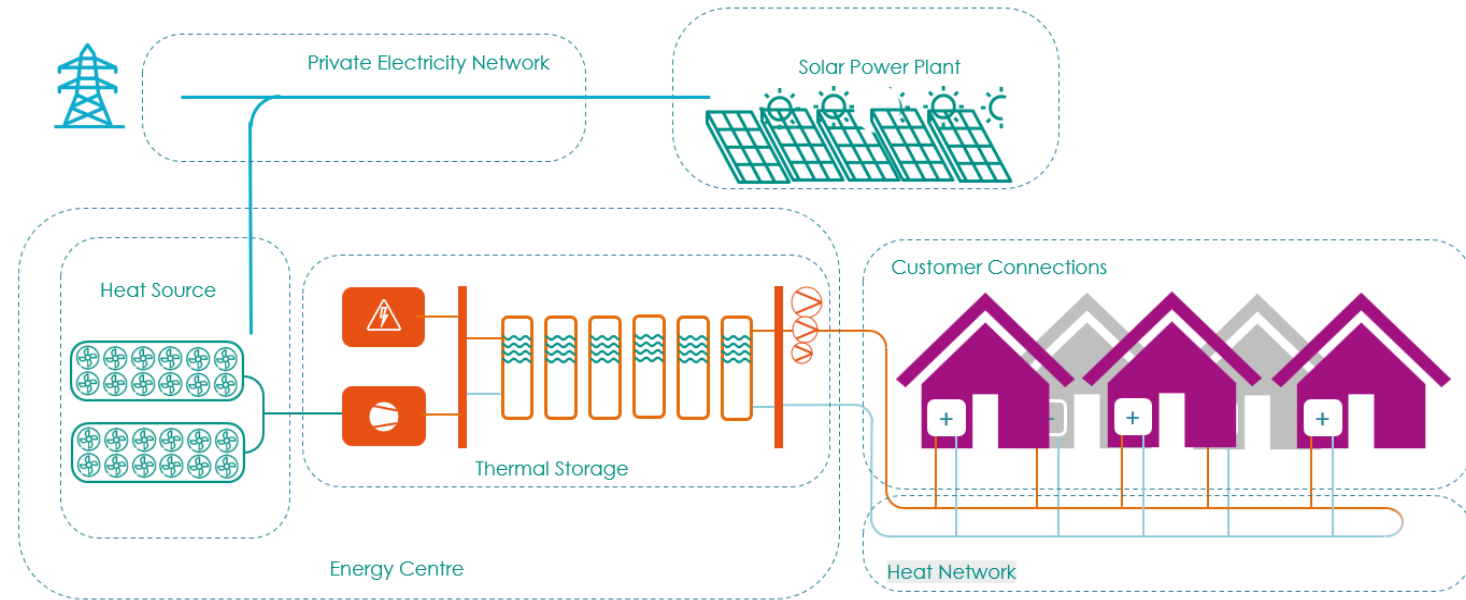 Private Electricity Network
Solar Power Plant
Heat Source
Customer Connections
Thermal Storage
Energy Centre
Heat Network